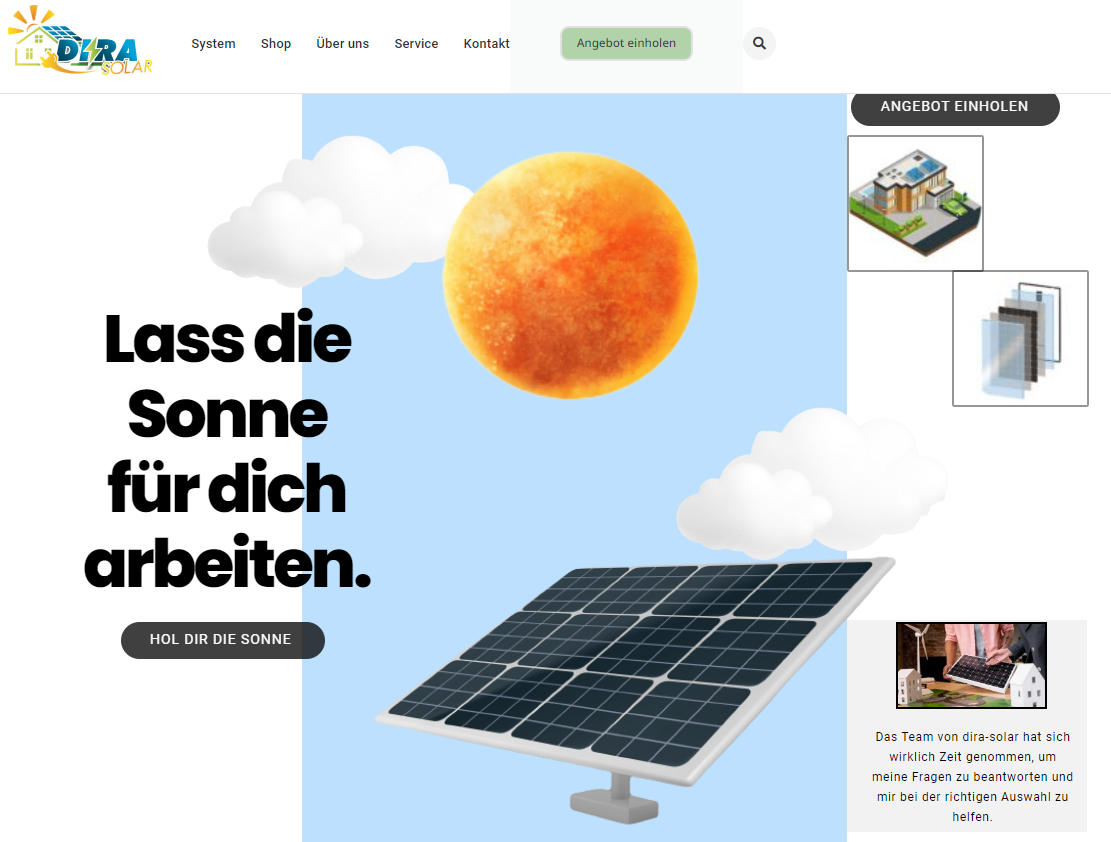 DIRA
SOLAR
System Shop Über uns Service Kontakt Angebot einholen
ANGEBOT EINHOLEN
Lass die
Sonne
für dich
arbeiten.
HOL DIR DIE SONNE
Das Team von dira-solar hat sich
wirklich Zeit genommen, um
meine Fragen zu beantworten und
mir bei der richtigen Auswahl zu
helfen.